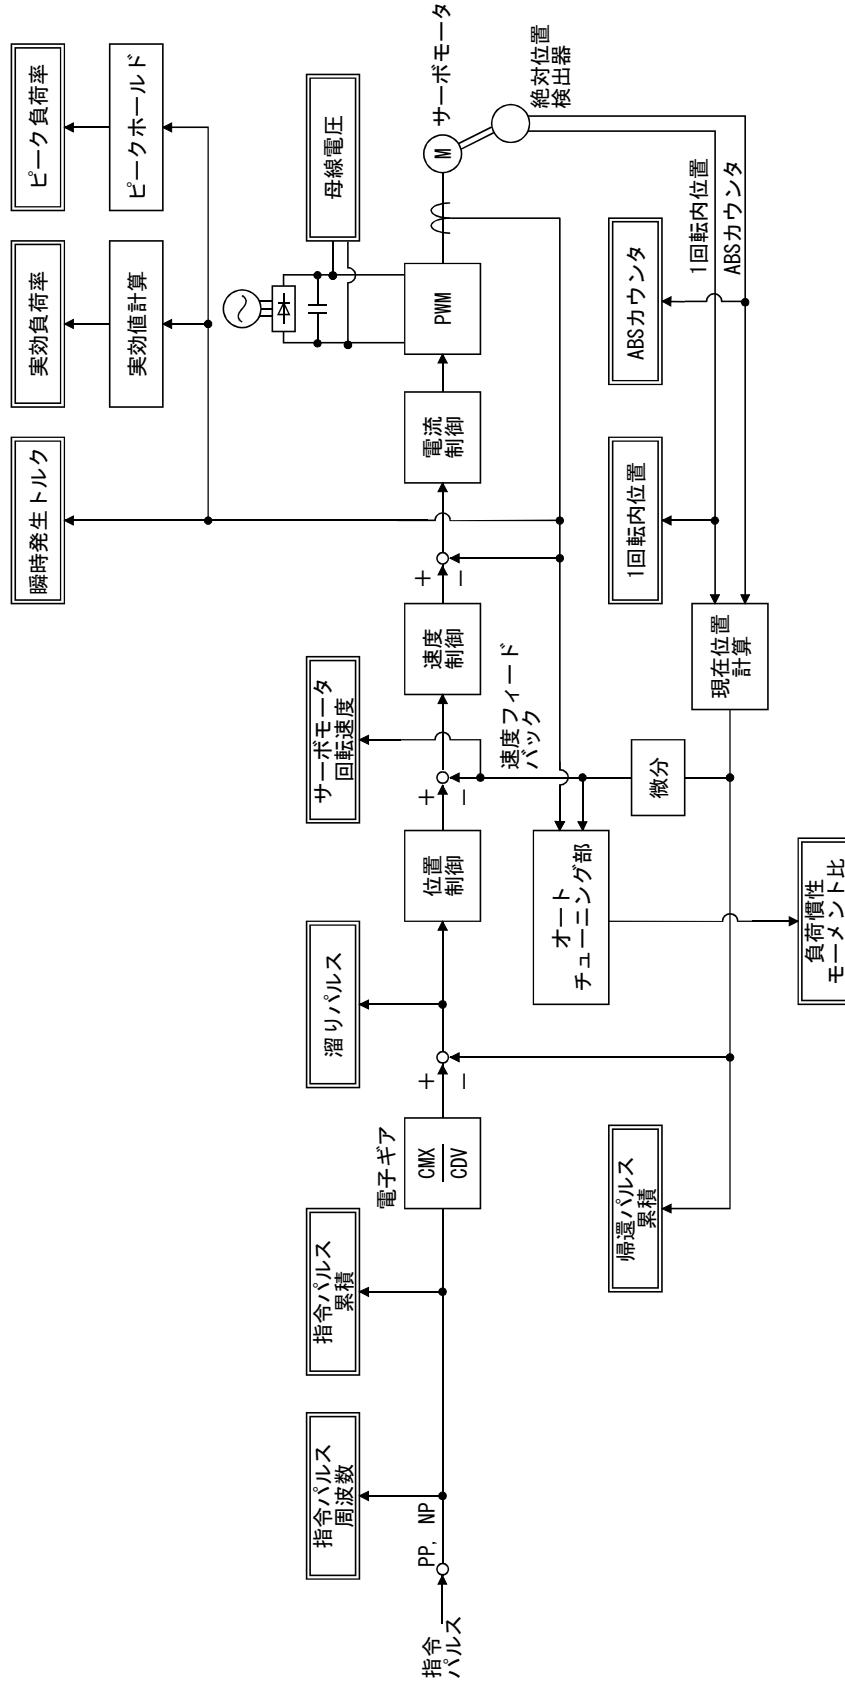 瞬時発生トルク
実効負荷率
ピーク負荷率
実効値計算
ピークホールド
指令パルス
周波数
指令パルス
累積
溜りパルス
サーボモータ
回転速度
母線電圧
指令
パルス
PP, NP
電子ギア
CMX
CDV
+
−
位置
制御
+
−
速度
制御
+
−
電流
制御
PWM
M
サーボモータ
絶対位置
検出器
速度フィード
バック
オート
チューニング部
微分
帰還パルス
累積
1回転内位置
ABSカウンタ
1回転内位置
ABSカウンタ
現在位置
計算
負荷慣性
モーメント比